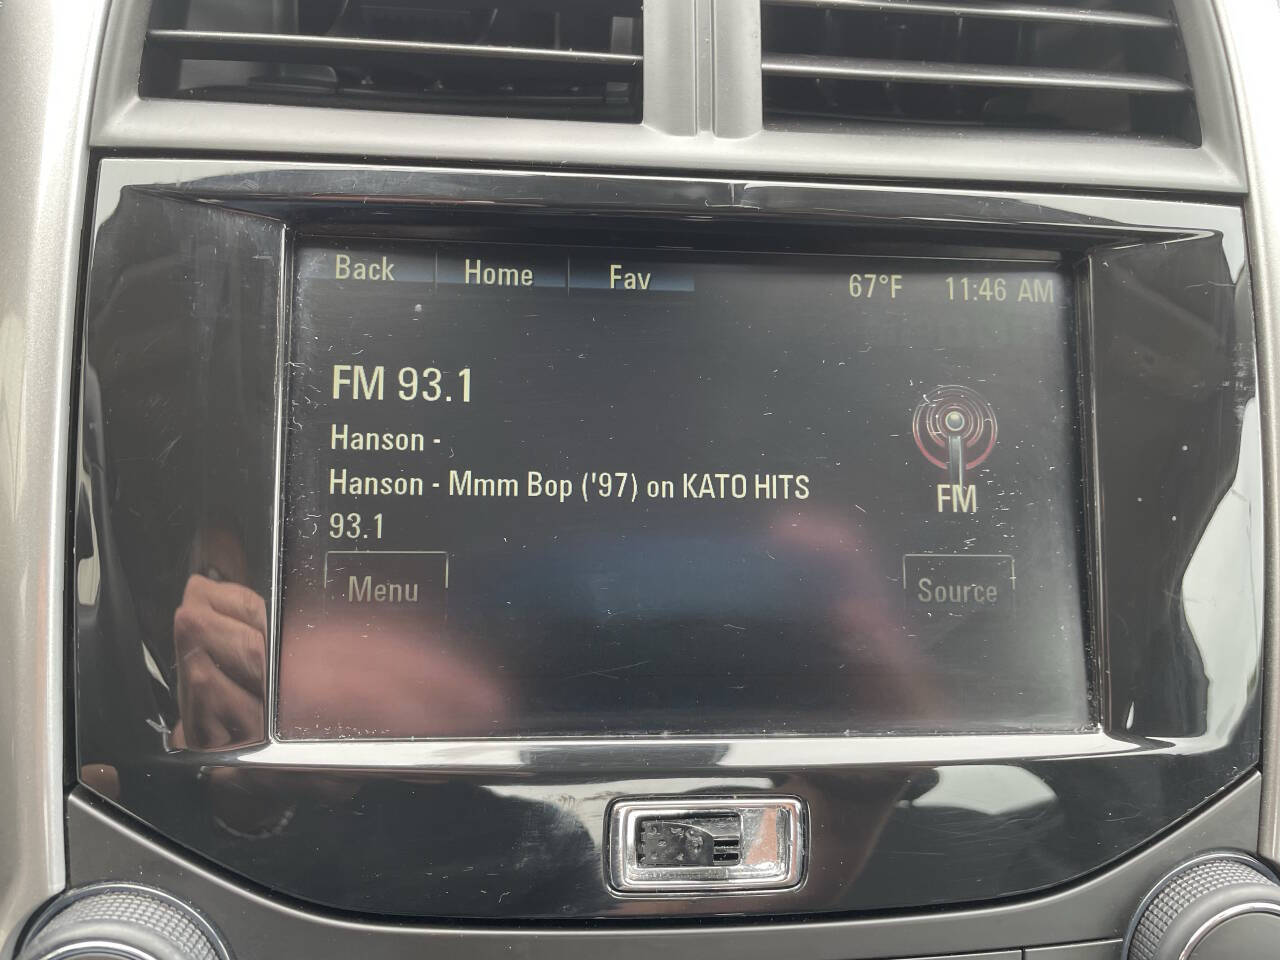 Back Home Fav 67°F 11:46 AM
FM 93.1
Hanson -
Hanson - Mmm Bop ('97) on KATO HITS
93.1
FM
Menu Source